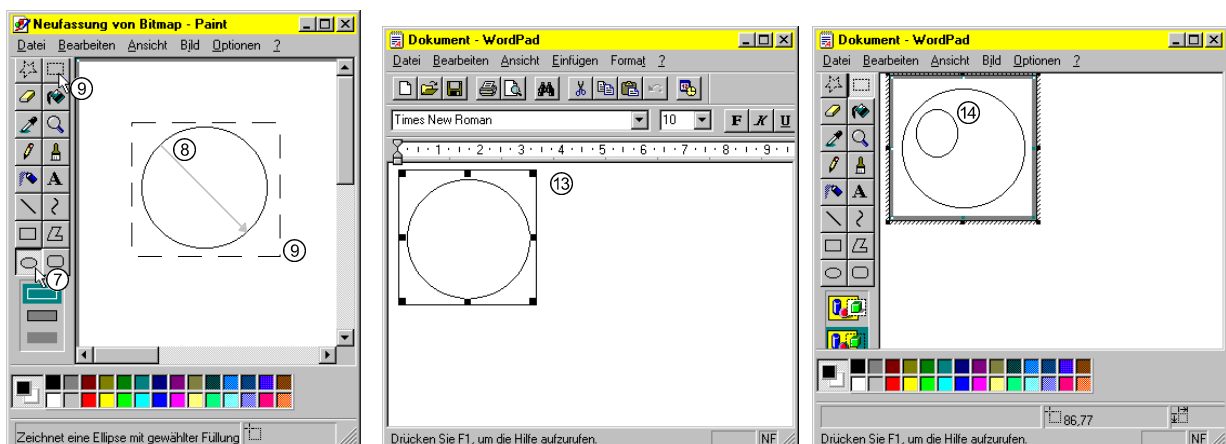 Neufassung von Bitmap - Paint
Datei Bearbeiten Ansicht Bild Optionen ?
9
8
9
7
A
Zeichnet eine Ellipse mit gewählter Füllung
Dokument - WordPad
Datei Bearbeiten Ansicht Einfügen Format ?
Times New Roman 10 F K U
1 2 3 4 5 6 7 8 9
13
Drücken Sie F1, um die Hilfe aufzurufen. NF
Dokument - WordPad
Datei Bearbeiten Ansicht Bild Optionen ?
14
A
86,77
Drücken Sie F1, um die Hilfe aufzurufen. NF